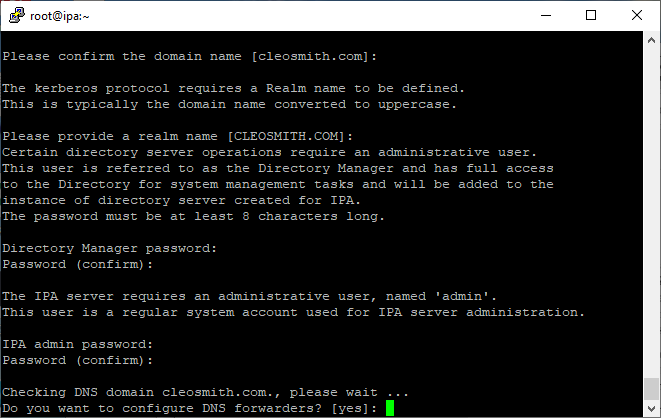 root@ipa:~
Please confirm the domain name [cleosmith.com]:
The kerberos protocol requires a Realm name to be defined.
This is typically the domain name converted to uppercase.
Please provide a realm name [CLEOSMITH.COM]:
Certain directory server operations require an administrative user.
This user is referred to as the Directory Manager and has full access
to the Directory for system management tasks and will be added to the
instance of directory server created for IPA.
The password must be at least 8 characters long.
Directory Manager password:
Password (confirm):
The IPA server requires an administrative user, named 'admin'.
This user is a regular system account used for IPA server administration.
IPA admin password:
Password (confirm):
Checking DNS domain cleosmith.com., please wait ...
Do you want to configure DNS forwarders? [yes]: